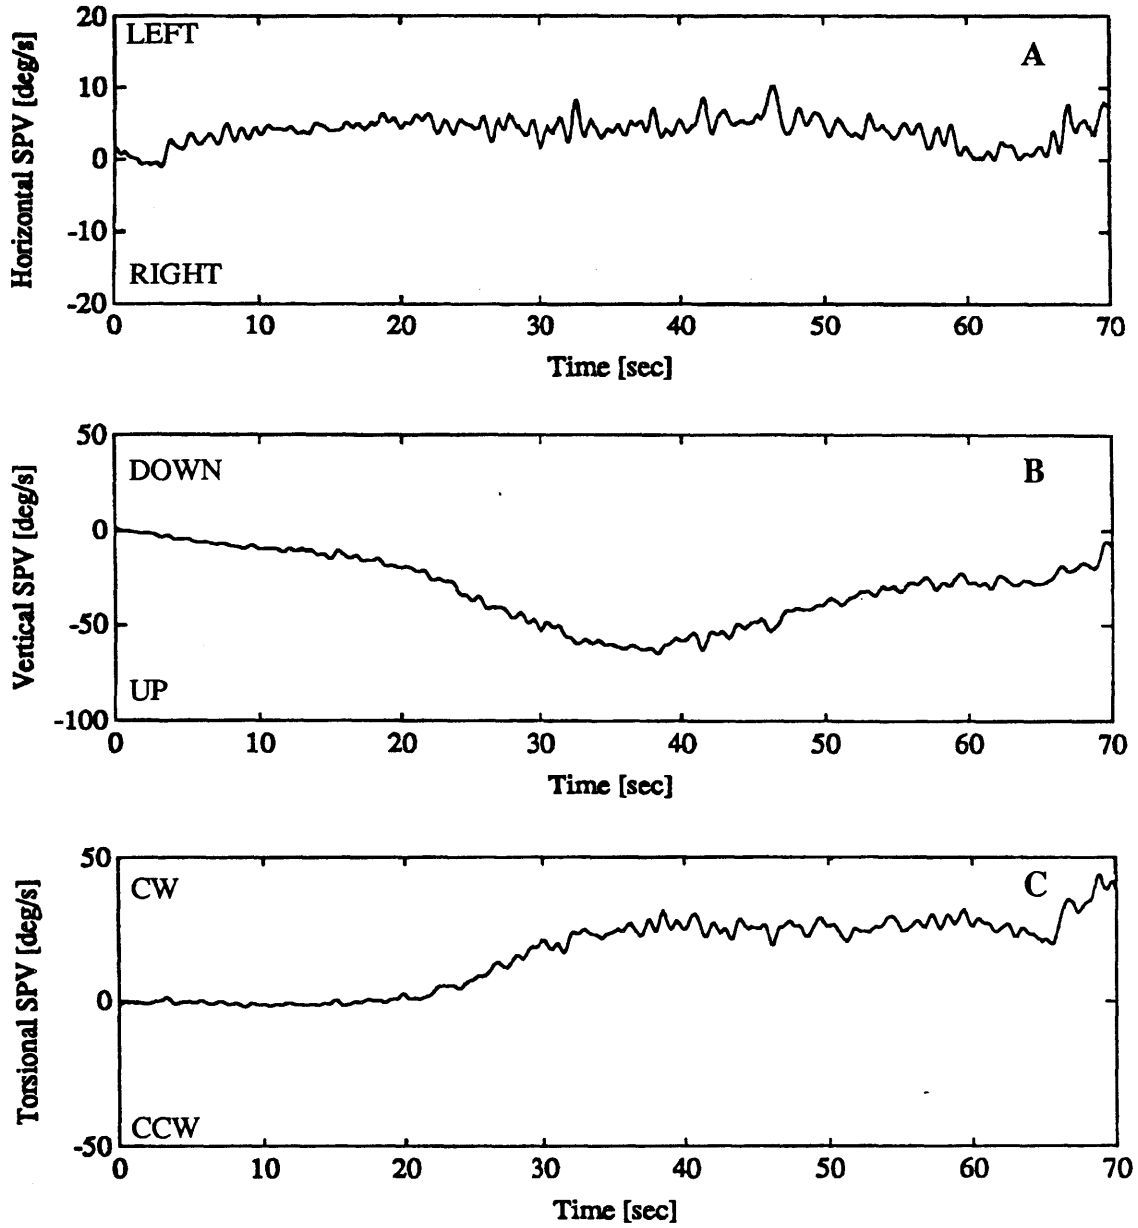 20
LEFT
A
10
0
-10
RIGHT
-20
Horizontal SPV [deg/s]
0 10 20 30 40 50 60 70
Time [sec]
50
DOWN
B
0
-50
UP
-100
Vertical SPV [deg/s]
0 10 20 30 40 50 60 70
Time [sec]
50
CW
C
0
CCW
-50
Torsional SPV [deg/s]
0 10 20 30 40 50 60 70
Time [sec]